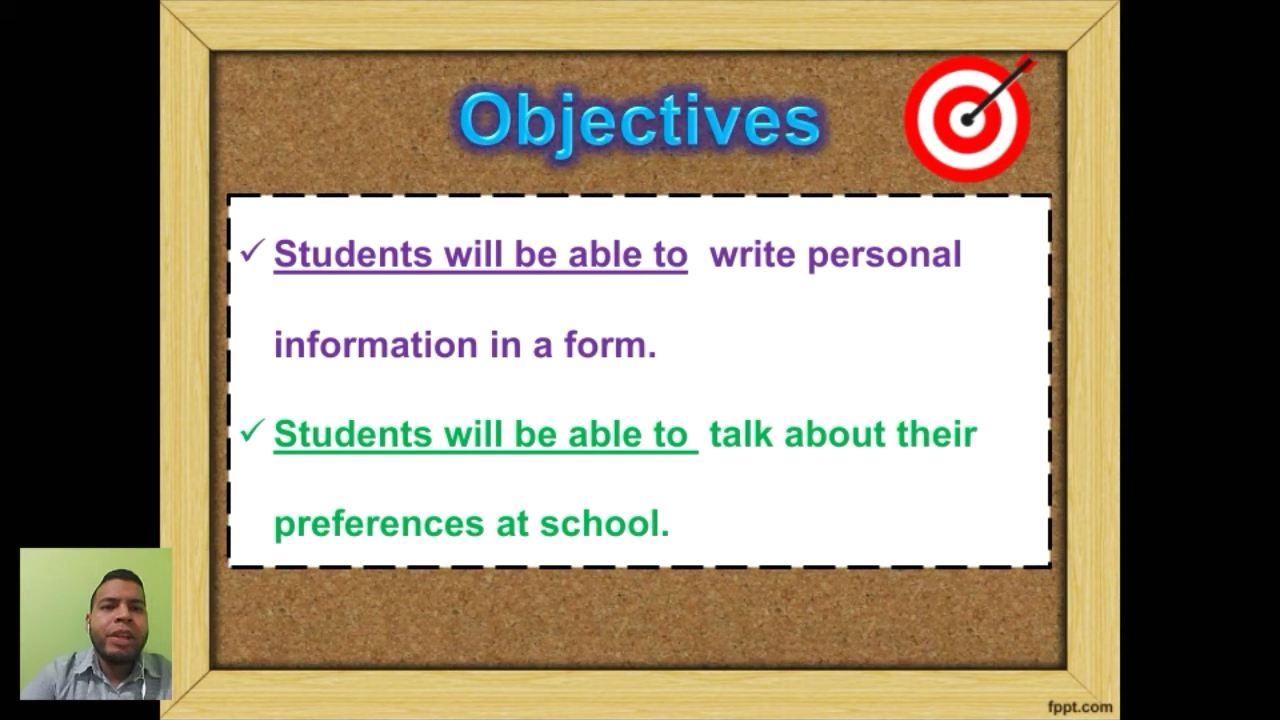 Objectives
✓ Students will be able to write personal
information in a form.
✓ Students will be able to talk about their
preferences at school.
fppt.com